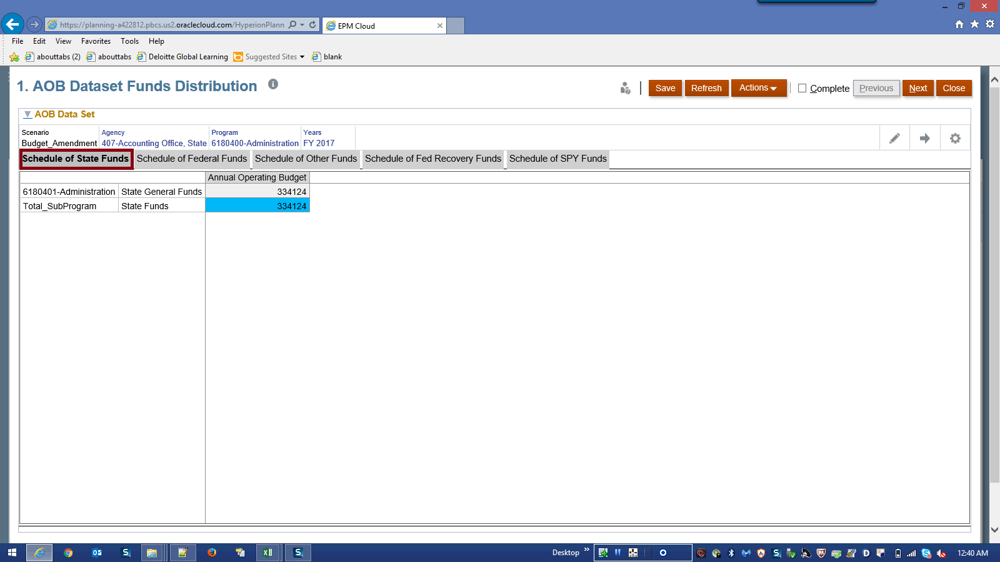 https://planning-a422812.pbcs.us2.oraclecloud.com/HyperionPlann
EPM Cloud
File Edit View Favorites Tools Help
abouttabs (2) abouttabs Deloitte Global Learning Suggested Sites blank
1. AOB Dataset Funds Distribution
Save Refresh Actions Complete Previous Next Close
AOB Data Set
Scenario Agency Program Years
Budget_Amendment 407-Accounting Office, State 6180400-Administration FY 2017
Schedule of State Funds Schedule of Federal Funds Schedule of Other Funds Schedule of Fed Recovery Funds Schedule of SPY Funds
Annual Operating Budget
6180401-Administration State General Funds 334124
Total_SubProgram State Funds 334124
Desktop 12:40 AM